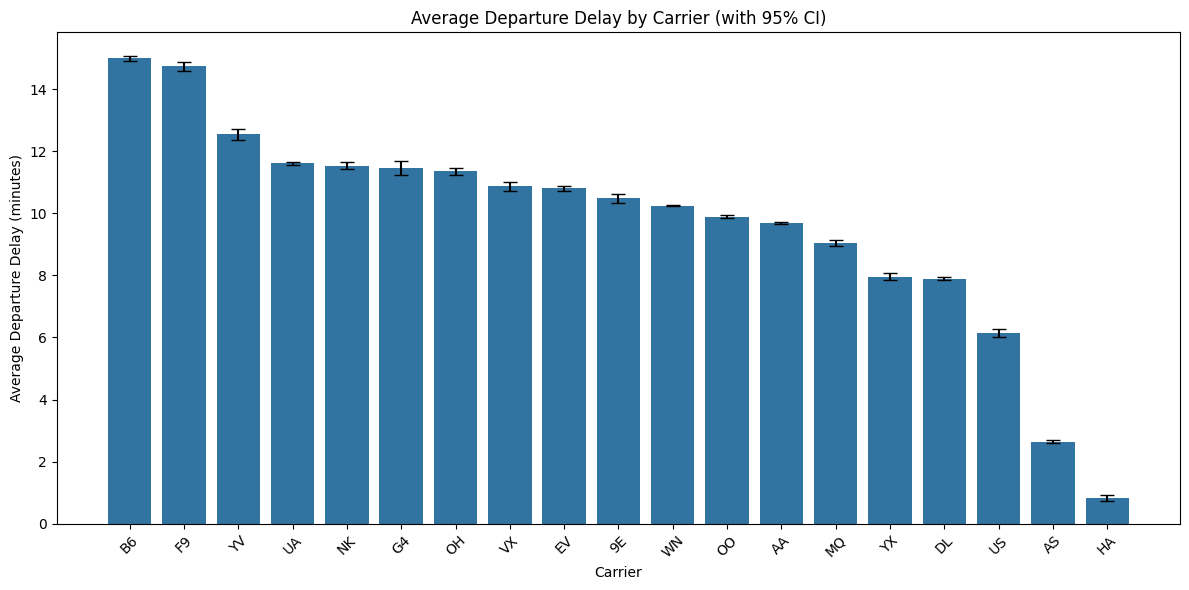 Average Departure Delay by Carrier (with 95% CI)
Average Departure Delay (minutes)
14
12
10
8
6
4
2
0
B6 F9 YV UA NK G4 OH VX EV 9E WN OO AA MQ YX DL US AS HA
Carrier